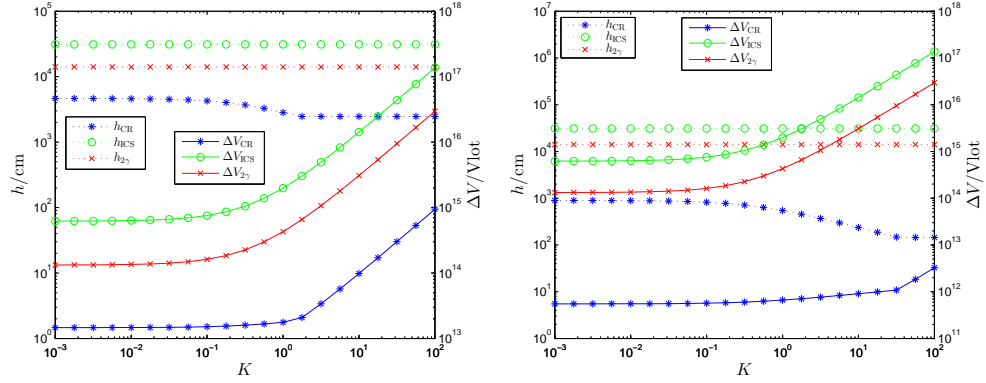 10^5
10^4
10^3
10^2
10^1
10^0
h/cm
10^18
10^17
10^16
10^15
10^14
10^13
ΔV/Vlot
h_CR
h_ICS
h_2γ
ΔV_CR
ΔV_ICS
ΔV_2γ
10^−3 10^−2 10^−1 10^0 10^1 10^2
K
10^7
10^6
10^5
10^4
10^3
10^2
10^1
10^0
h/cm
10^18
10^17
10^16
10^15
10^14
10^13
10^12
10^11
ΔV/Vlot
h_CR
h_ICS
h_2γ
ΔV_CR
ΔV_ICS
ΔV_2γ
10^−3 10^−2 10^−1 10^0 10^1 10^2
K